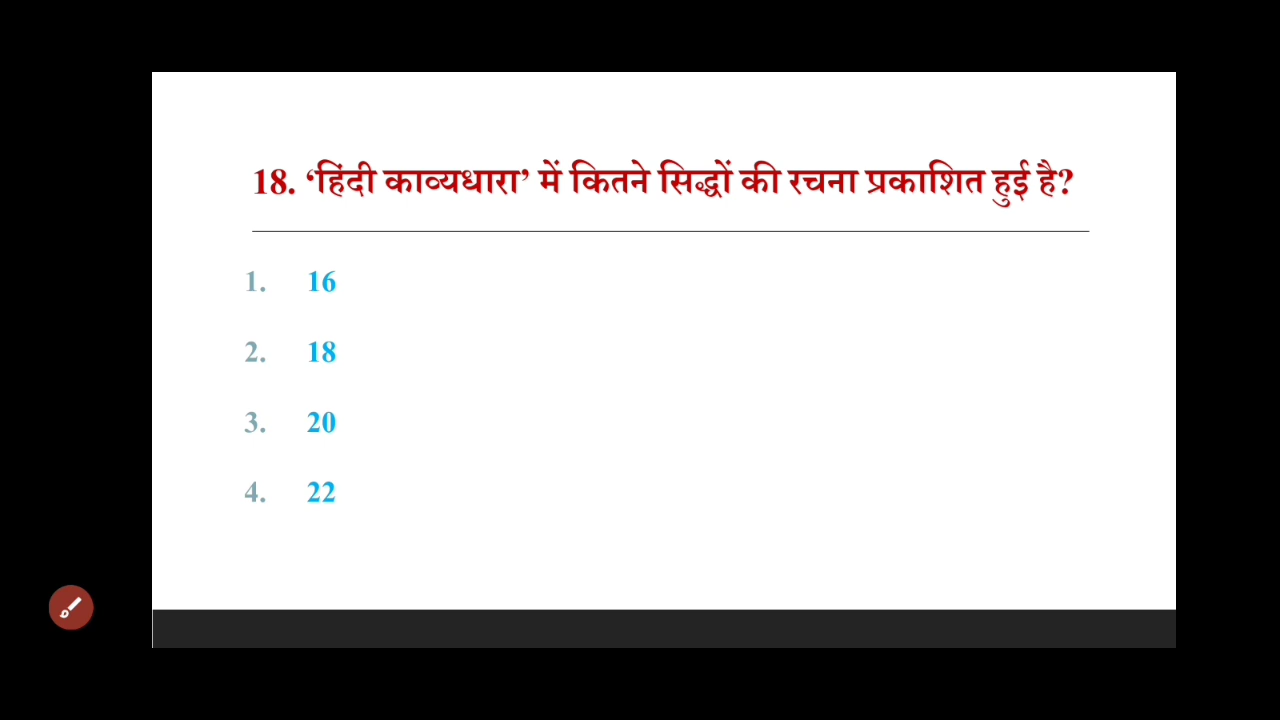 18. ‘हिंदी काव्यधारा’ में कितने सिद्धों की रचना प्रकाशित हुई है?
1. 16
2. 18
3. 20
4. 22